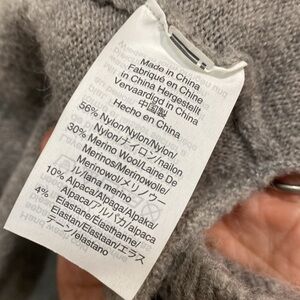 Made in China
Fabriqué en Chine
in China Hergestellt
Vervaardigd in China
Hecho en China
中国製
56% Nylon/Nylon/Nylon/
Nylon/ナイロン/nailon
30% Merino Wool/Laine De
Merinos/Merinowolle/
Merinowol/メリノウー
ル/lana merino
10% Alpaca/Alpaga/Alpaka/
Alpaca/アルパカ/alpaca
4% Elastane/Élasthanne/
Elastan/Elastaan/エラス
テーン/elastano